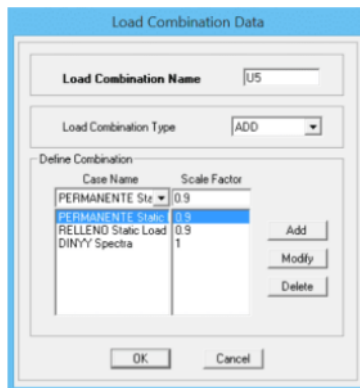 Load Combination Data
Load Combination Name U5
Load Combination Type ADD
Define Combination
Case Name Scale Factor
PERMANENTE Sta 0.9
PERMANENTE Static 0.9
RELLENO Static Load 0.9
DINYY Spectra 1
Add
Modify
Delete
OK Cancel